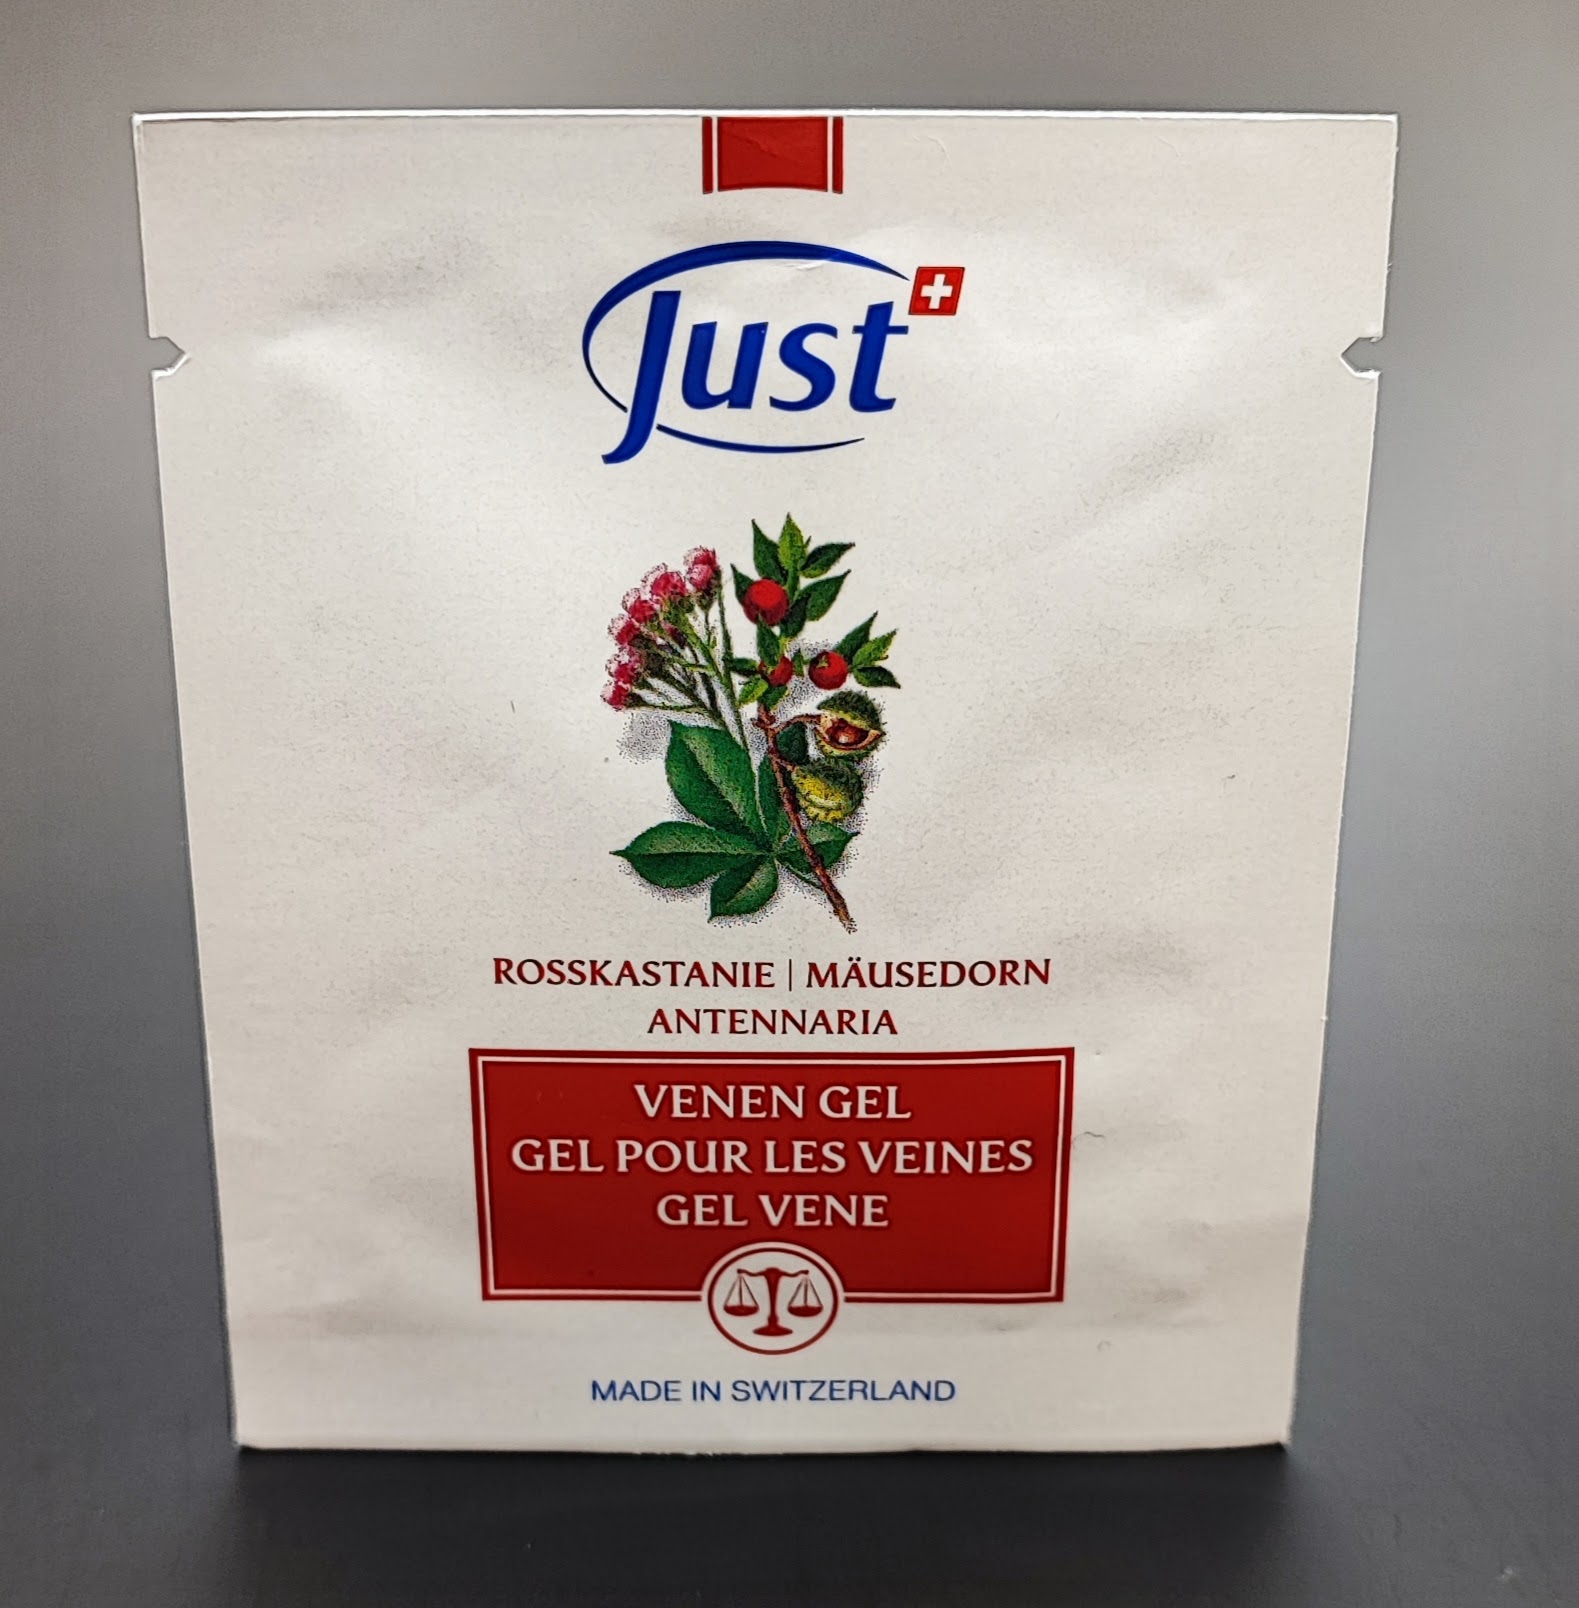 Just
ROSSKASTANIE | MÄUSEDORN
ANTENNARIA
VENEN GEL
GEL POUR LES VEINES
GEL VENE
MADE IN SWITZERLAND